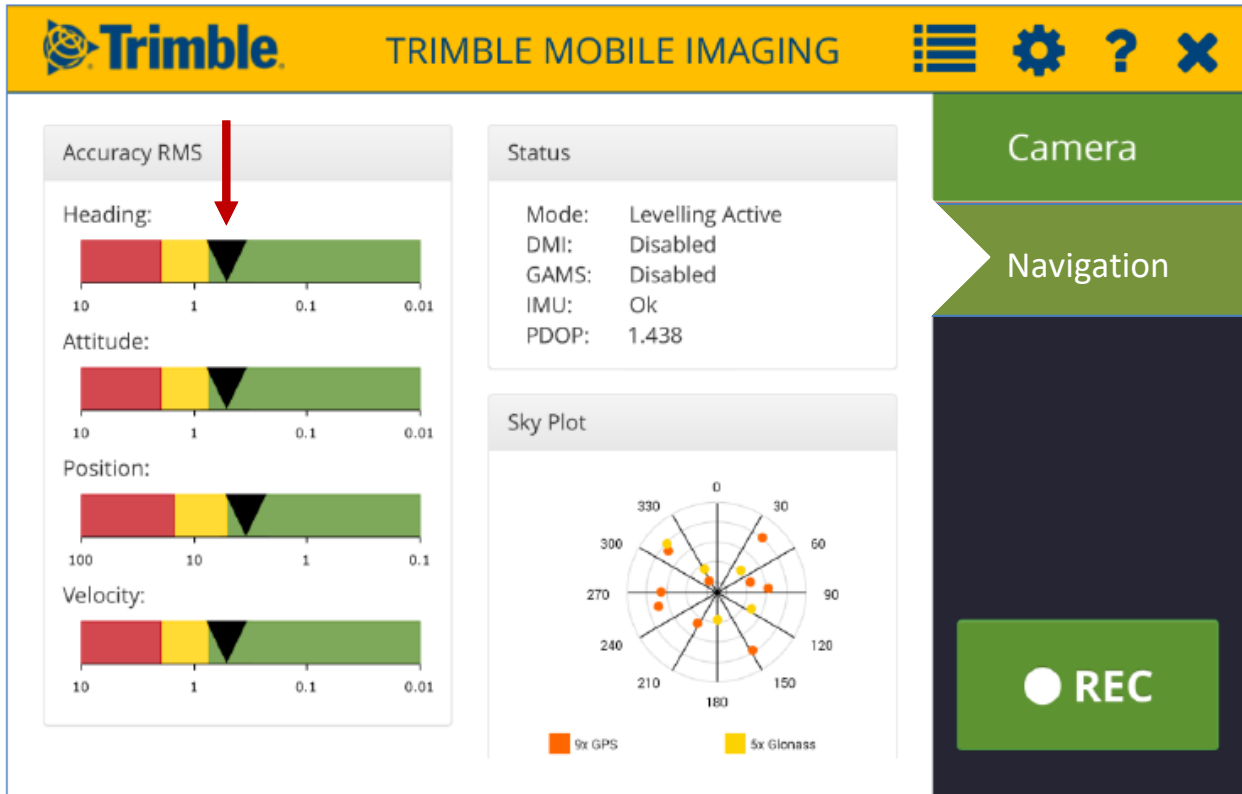 Trimble.
TRIMBLE MOBILE IMAGING
?
Accuracy RMS
Heading:
10 1 0.1 0.01
Attitude:
10 1 0.1 0.01
Position:
100 10 1 0.1
Velocity:
10 1 0.1 0.01
Status
Mode: Levelling Active
DMI: Disabled
GAMS: Disabled
IMU: Ok
PDOP: 1.438
Sky Plot
0
330 30
300 60
270 90
240 120
210 150
180
9x GPS 5x Glonass
Camera
Navigation
REC